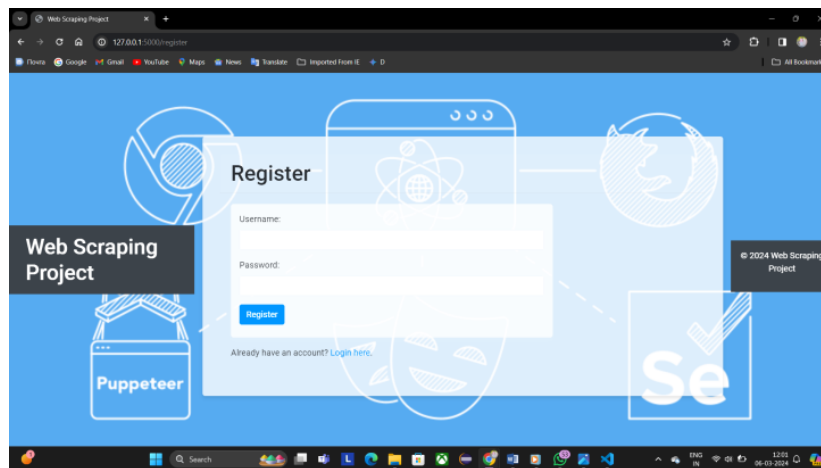 Web Scraping Project
127.0.0.1:5000/register
Почта Google Gmail YouTube Maps News Translate Imported From IE D All Bookmark
Register
Username:
Web Scraping
Project
Password:
© 2024 Web Scraping
Project
Register
Already have an account? Login here.
Puppeteer
Se
Search
ENG
IN
12:01
06-03-2024